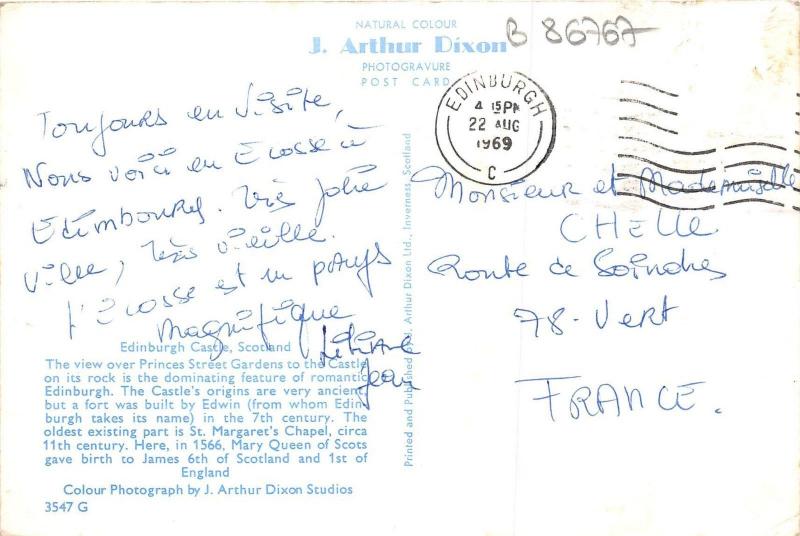 NATURAL COLOUR
J. Arthur Dixon
PHOTOGRAVURE
POST CARD
B 86767
EDINBURGH
4 15PM
22 AUG
1969
C
Toujours en Visite,
Nous voici en Ecosse à
Edimbourg. Très jolie
ville, très vieille.
l'Ecosse est un pays
magnifique
Liliane
Jean
Monsieur et Mademoiselle
CHELLE
Route de Soindres
78 - Vert
FRANCE.
Edinburgh Castle, Scotland
The view over Princes Street Gardens to the Castle
on its rock is the dominating feature of romantic
Edinburgh. The Castle's origins are very ancient
but a fort was built by Edwin (from whom Edin-
burgh takes its name) in the 7th century. The
oldest existing part is St. Margaret's Chapel, circa
11th century. Here, in 1566, Mary Queen of Scots
gave birth to James 6th of Scotland and 1st of
England
Colour Photograph by J. Arthur Dixon Studios
3547 G
Printed and Published by J. Arthur Dixon Ltd., Inverness, Scotland